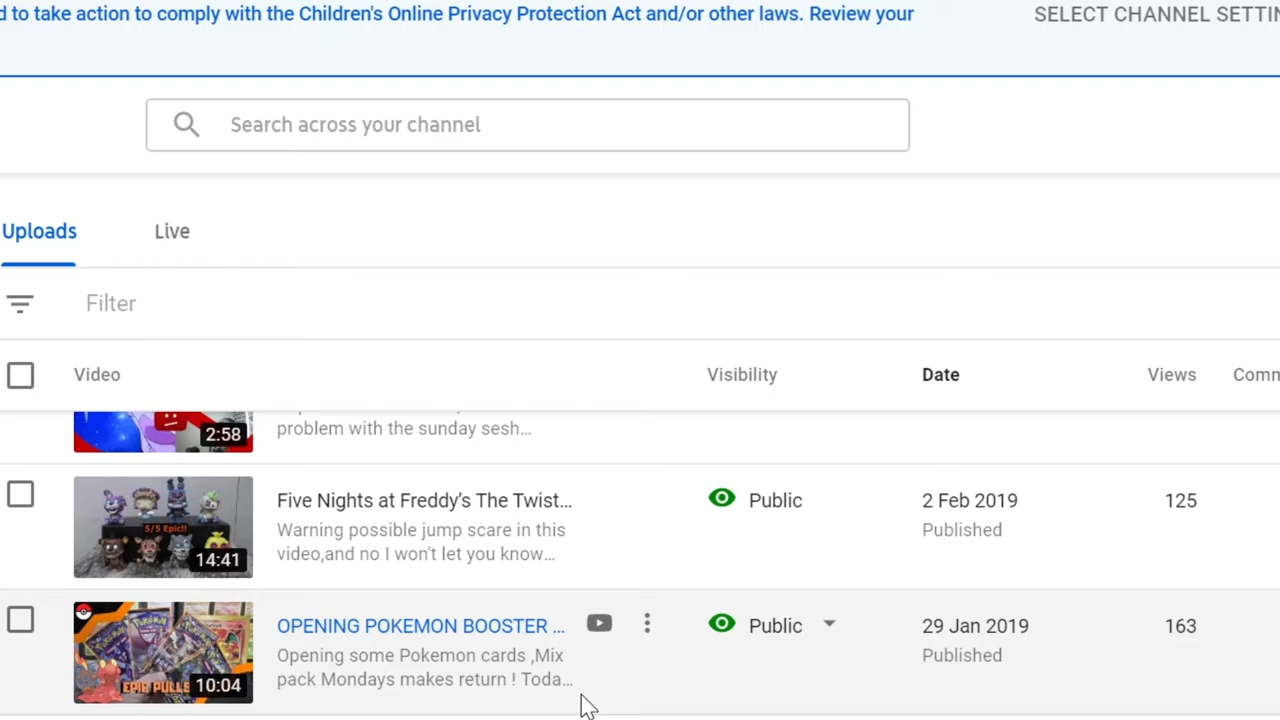 d to take action to comply with the Children's Online Privacy Protection Act and/or other laws. Review your
SELECT CHANNEL SETTIN
Search across your channel
Uploads
Live
Filter
Video
Visibility
Date
Views
Comm
2:58
problem with the sunday sesh...
5/5 Epic!!
14:41
Five Nights at Freddy's The Twist...
Warning possible jump scare in this
video,and no I won't let you know...
Public
2 Feb 2019
Published
125
EPIC PULLS
10:04
OPENING POKEMON BOOSTER ...
Opening some Pokemon cards ,Mix
pack Mondays makes return ! Toda...
Public
29 Jan 2019
Published
163